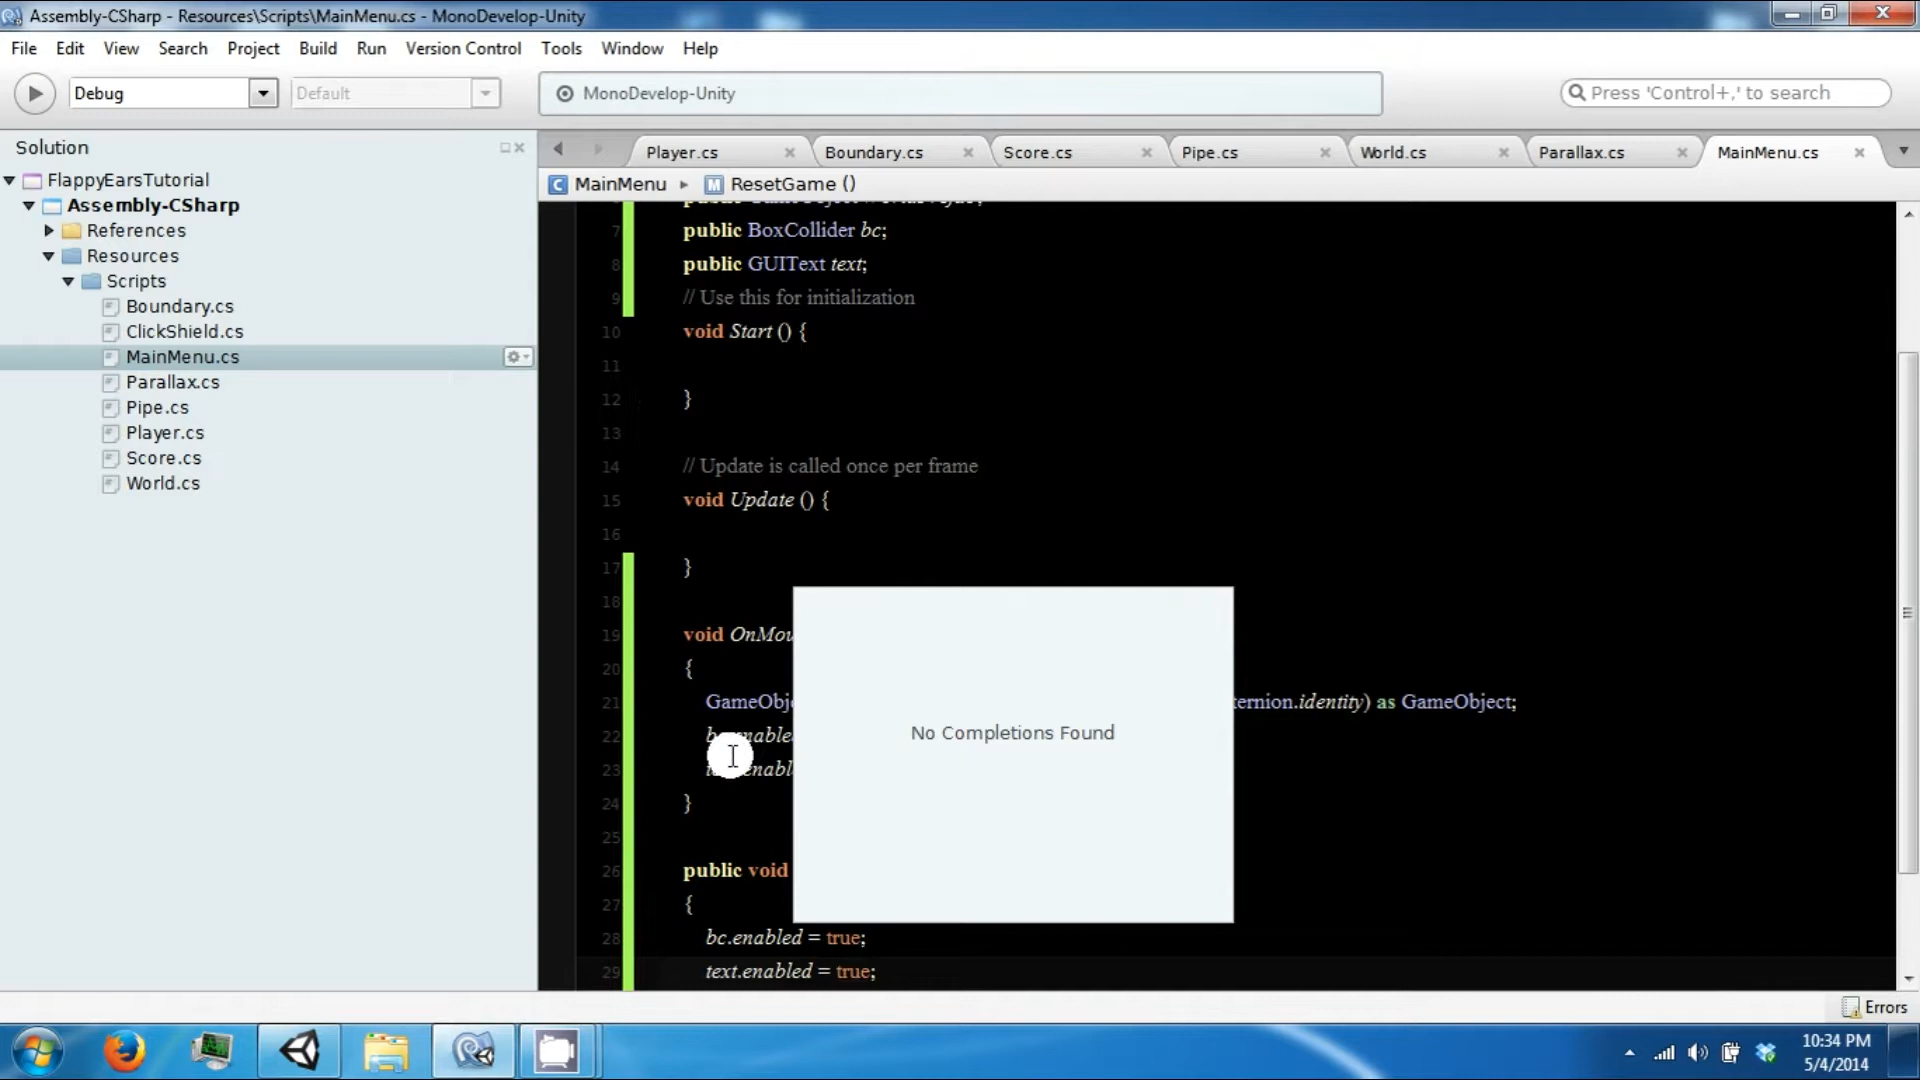 Assembly-CSharp - Resources\Scripts\MainMenu.cs - MonoDevelop-Unity
File Edit View Search Project Build Run Version Control Tools Window Help
Debug Default MonoDevelop-Unity Press 'Control+,' to search
Solution
FlappyEarsTutorial
Assembly-CSharp
References
Resources
Scripts
Boundary.cs
ClickShield.cs
MainMenu.cs
Parallax.cs
Pipe.cs
Player.cs
Score.cs
World.cs
Player.cs Boundary.cs Score.cs Pipe.cs World.cs Parallax.cs MainMenu.cs
MainMenu ResetGame ()
7 public BoxCollider bc;
8 public GUIText text;
9 // Use this for initialization
10 void Start () {
11
12 }
13
14 // Update is called once per frame
15 void Update () {
16
17 }
18
19 void OnMou
20 {
21 GameObj ternion.identity) as GameObject;
22 enable
23 enabl
24 }
25
26 public void
27 {
28 bc.enabled = true;
29 text.enabled = true;
No Completions Found
Errors
10:34 PM
5/4/2014